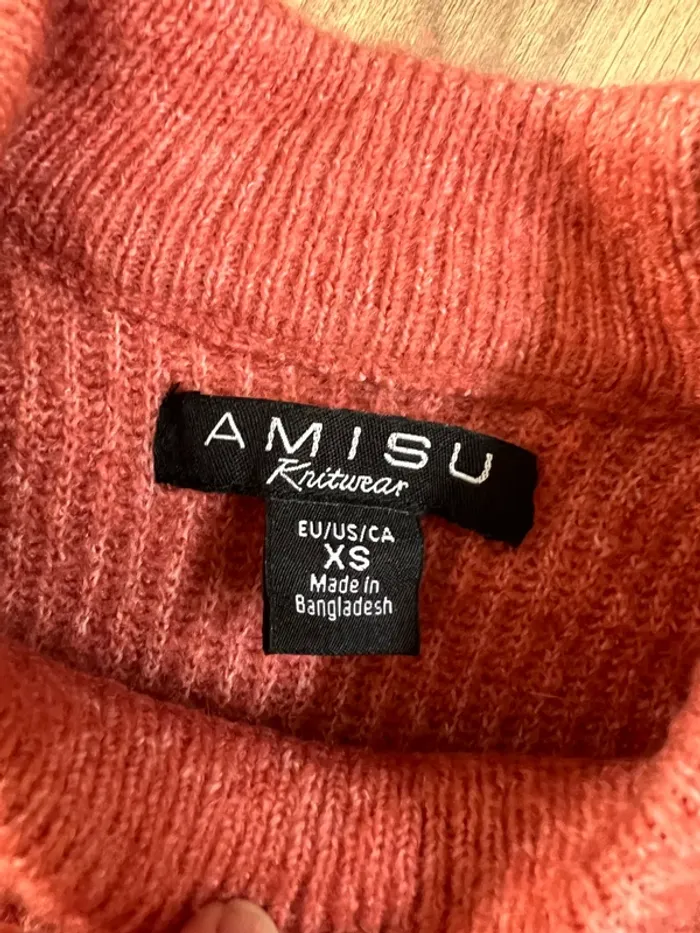 AMISU
Knitwear
EU/US/CA
XS
Made in
Bangladesh